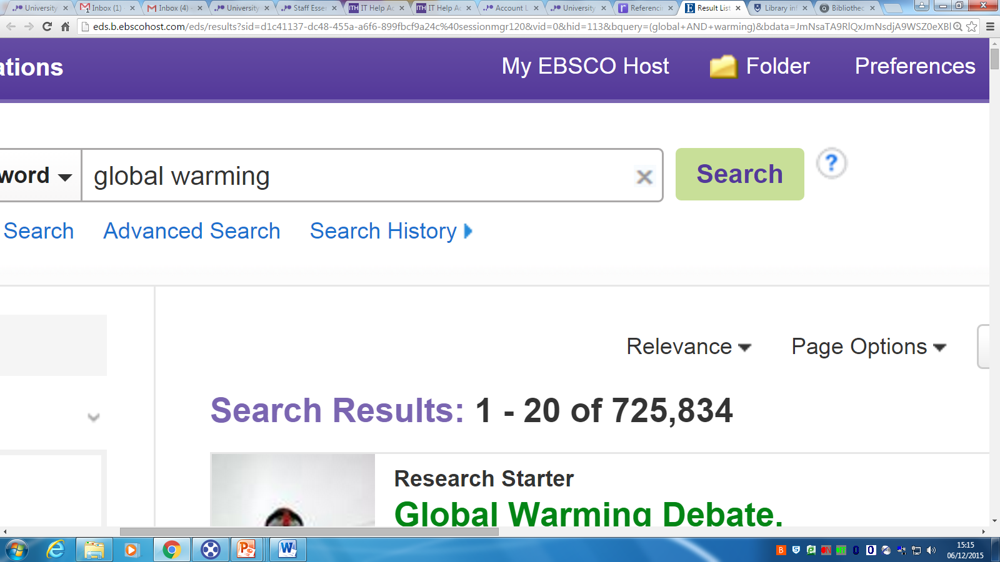 University
Inbox (1)
Inbox (4)
University
Staff Esse
IT Help Ac
IT Help Ac
Account L
University
Referencin
Result List
Library in
Bibliothec
eds.b.ebscohost.com/eds/results?sid=d1c41137-dc48-455a-a6f6-899fbcf9a24c%40sessionmgr120&vid=0&hid=113&bquery=(global+AND+warming)&bdata=JmNsaTA9RlQxJmNsdjA9WSZ0eXBl
ations
My EBSCO Host
Folder
Preferences
word
global warming
Search
?
Search
Advanced Search
Search History
Relevance
Page Options
Search Results: 1 - 20 of 725,834
Research Starter
Global Warming Debate.
15:15
06/12/2015